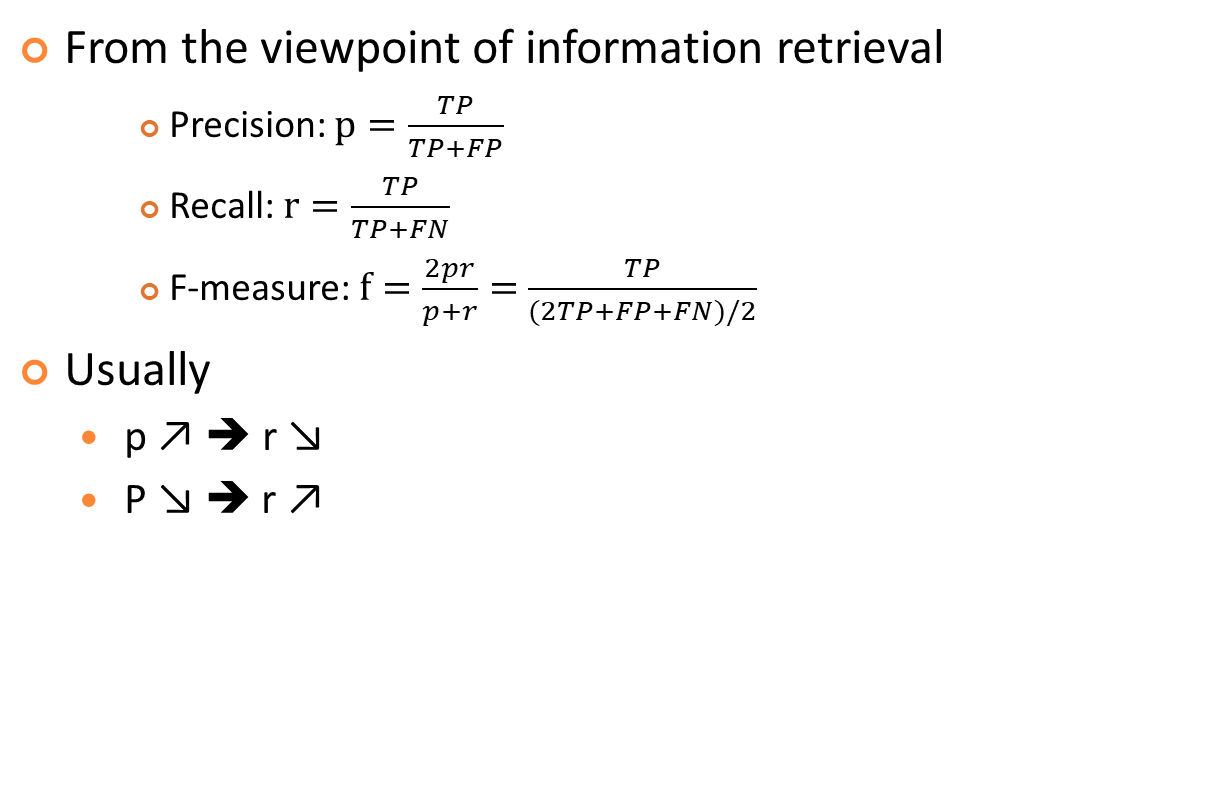 From the viewpoint of information retrieval
Precision: p = TP / TP+FP
Recall: r = TP / TP+FN
F-measure: f = 2pr / p+r = TP / (2TP+FP+FN)/2
Usually
p ↗ 🡺 r ↘
P ↘ 🡺 r ↗